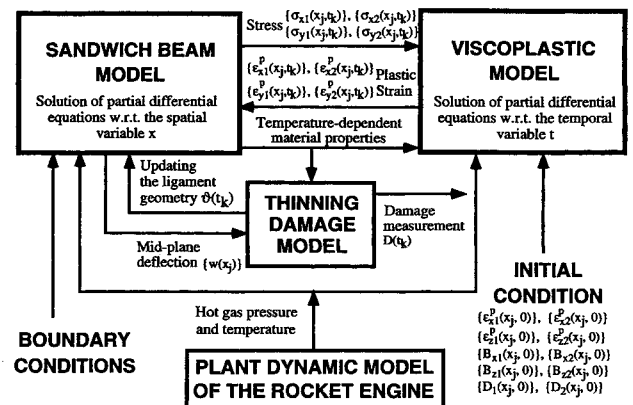 SANDWICH BEAM
MODEL
Solution of partial differential
equations w.r.t. the spatial
variable x
Stress {σx1(xj,tk)}, {σx2(xj,tk)}
{σy1(xj,tk)}, {σy2(xj,tk)}
{εᵖx1(xj,tk)}, {εᵖx2(xj,tk)} Plastic
{εᵖy1(xj,tk)}, {εᵖy2(xj,tk)} Strain
Temperature-dependent
material properties
VISCOPLASTIC
MODEL
Solution of partial differential
equations w.r.t. the temporal
variable t
Updating
the ligament
geometry ϑ(tk)
THINNING
DAMAGE
MODEL
Damage
measurement
D(tk)
Mid-plane
deflection {w(xj)}
Hot gas pressure
and temperature
BOUNDARY
CONDITIONS
PLANT DYNAMIC MODEL
OF THE ROCKET ENGINE
INITIAL
CONDITION
{εᵖx1(xj, 0)}, {εᵖx2(xj, 0)}
{εᵖz1(xj, 0)}, {εᵖz2(xj, 0)}
{Bx1(xj, 0)}, {Bx2(xj, 0)}
{Bz1(xj, 0)}, {Bz2(xj, 0)}
{D1(xj, 0)}, {D2(xj, 0)}